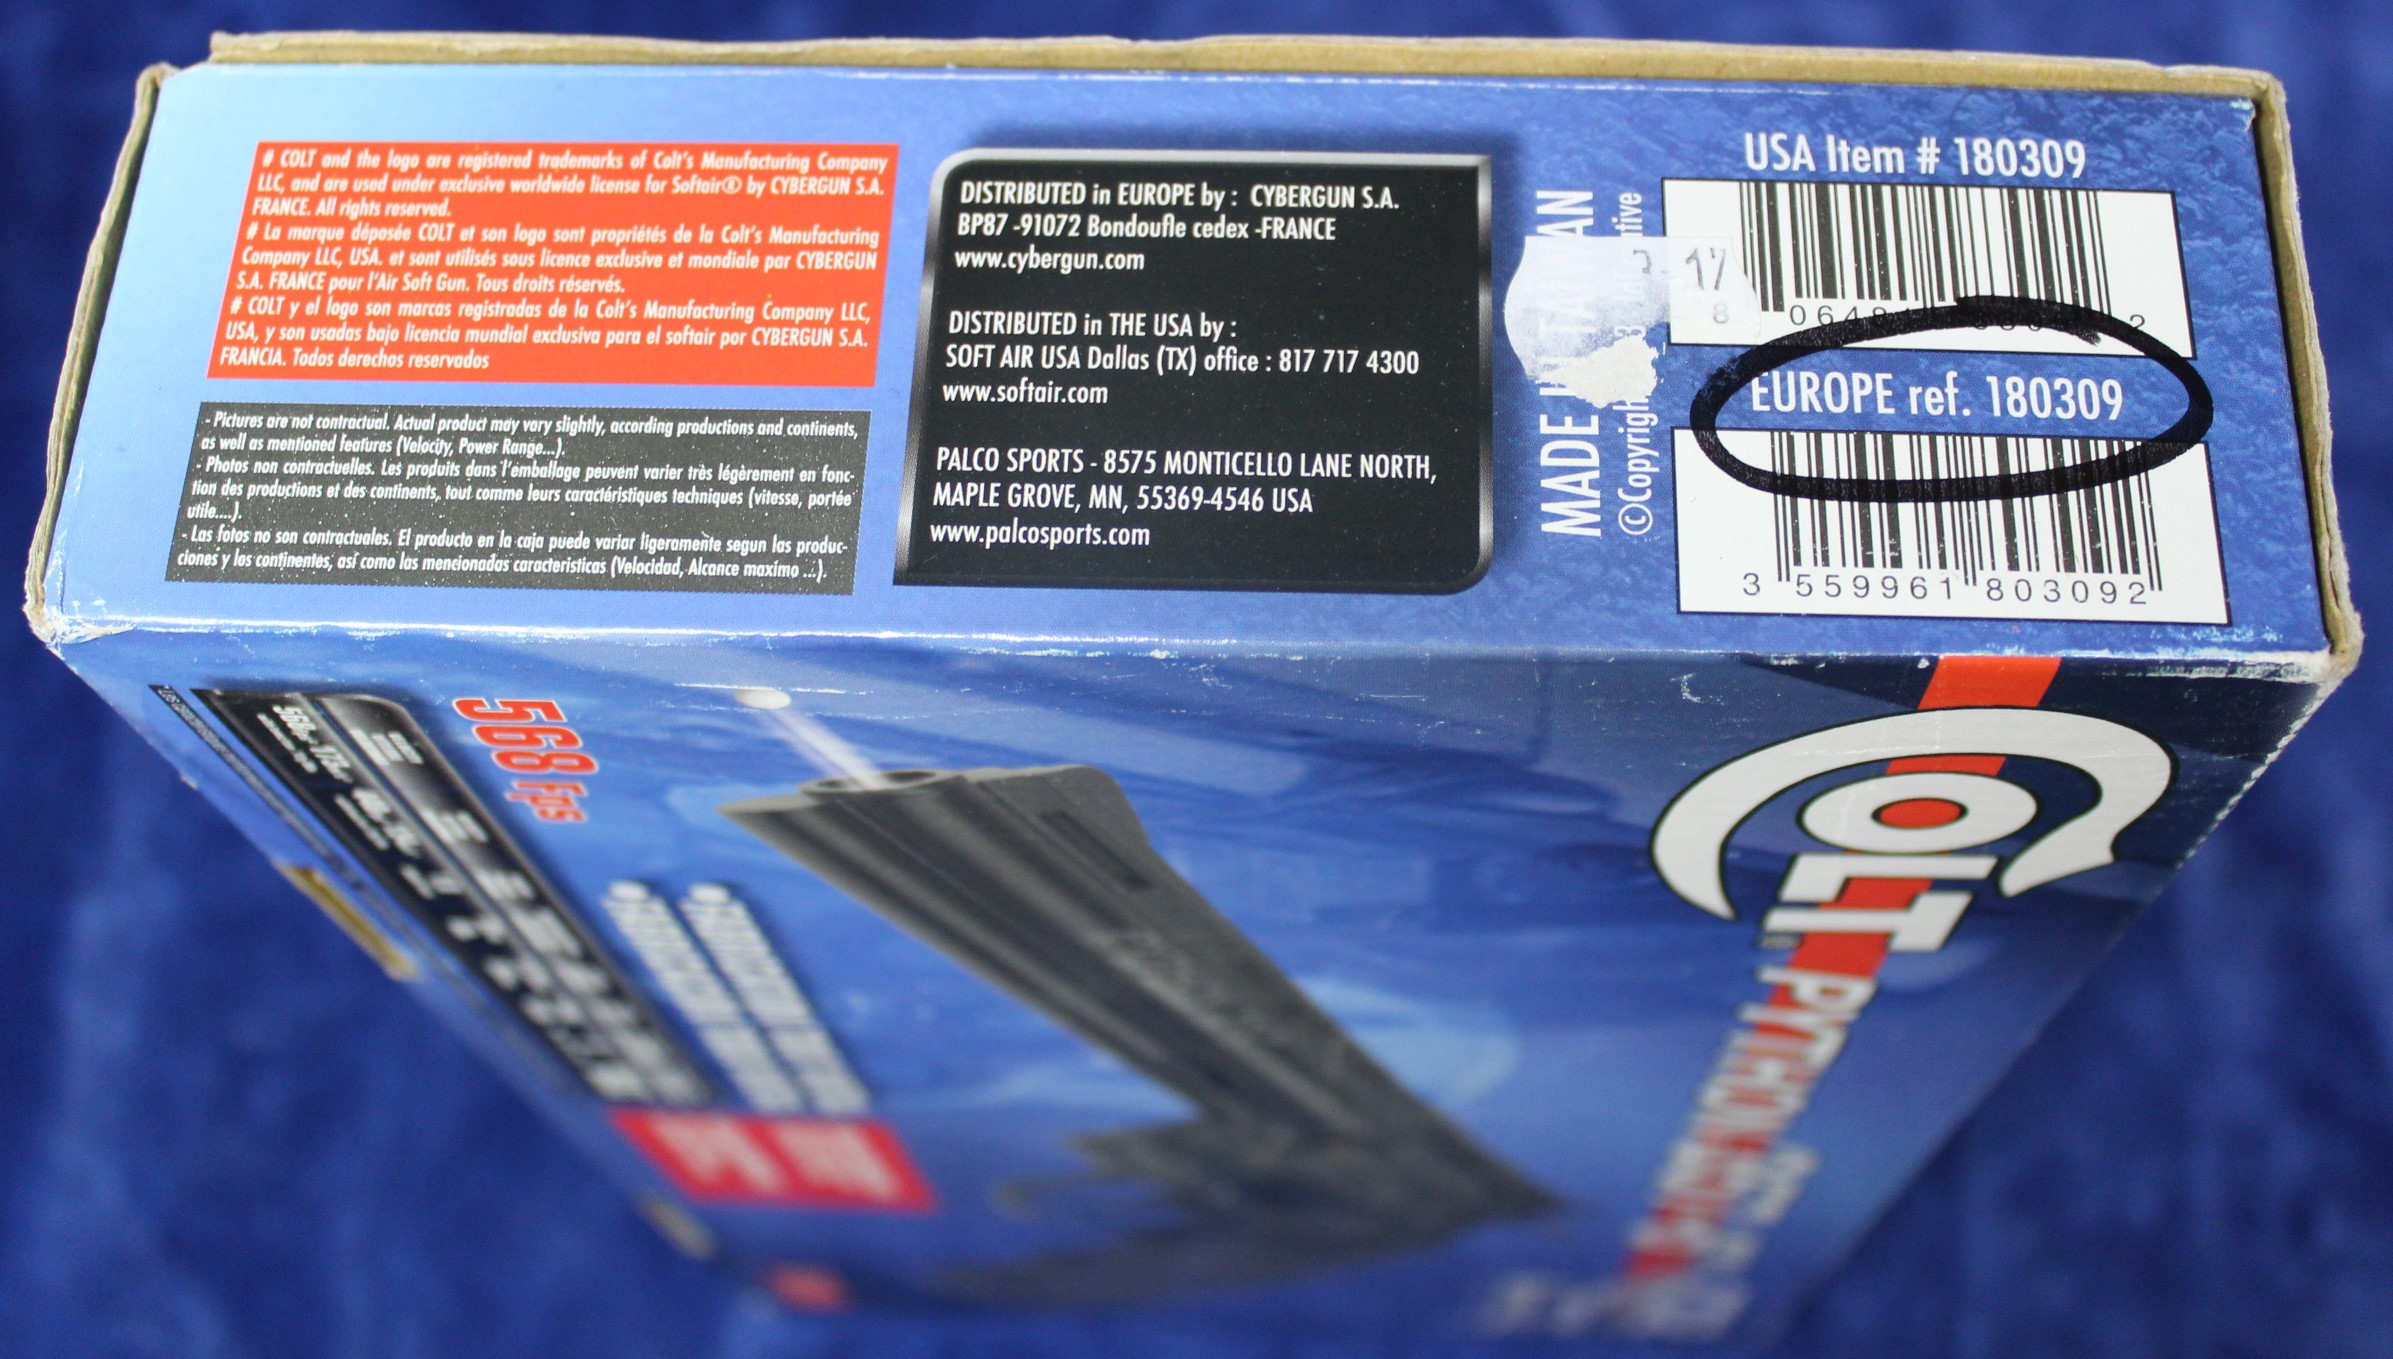 # COLT and the logo are registered trademarks of Colt's Manufacturing Company
LLC, and are used under exclusive worldwide license for Softair® by CYBERGUN S.A.
FRANCE. All rights reserved.
# La marque déposée COLT et son logo sont propriétés de la Colt's Manufacturing
Company LLC, USA. et sont utilisés sous licence exclusive et mondiale par CYBERGUN
S.A. FRANCE pour l'Air Soft Gun. Tous droits réservés.
# COLT y el logo son marcas registradas de la Colt's Manufacturing Company LLC,
USA, y son usadas bajo licencia mundial exclusiva para el softair por CYBERGUN S.A.
FRANCIA. Todos derechos reservados
- Pictures are not contractual. Actual product may vary slightly, according productions and continents,
as well as mentioned features (Velocity, Power Range...).
- Photos non contractuelles. Les produits dans l'emballage peuvent varier très légèrement en fonc-
tion des productions et des continents, tout comme leurs caractéristiques techniques (vitesse, portée
utile....).
- Las fotos no son contractuales. El producto en la caja puede variar ligeramente segun las produc-
ciones y los continentes, así como las mencionadas caracteristicas (Velocidad, Alcance maximo ...).
DISTRIBUTED in EUROPE by : CYBERGUN S.A.
BP87 -91072 Bondoufle cedex -FRANCE
www.cybergun.com
DISTRIBUTED in THE USA by :
SOFT AIR USA Dallas (TX) office : 817 717 4300
www.softair.com
PALCO SPORTS - 8575 MONTICELLO LANE NORTH,
MAPLE GROVE, MN, 55369-4546 USA
www.palcosports.com
MADE
©Copyright
17
USA Item # 180309
EUROPE ref. 180309
3 559961 803092
568 fps
COLT
PYTHON